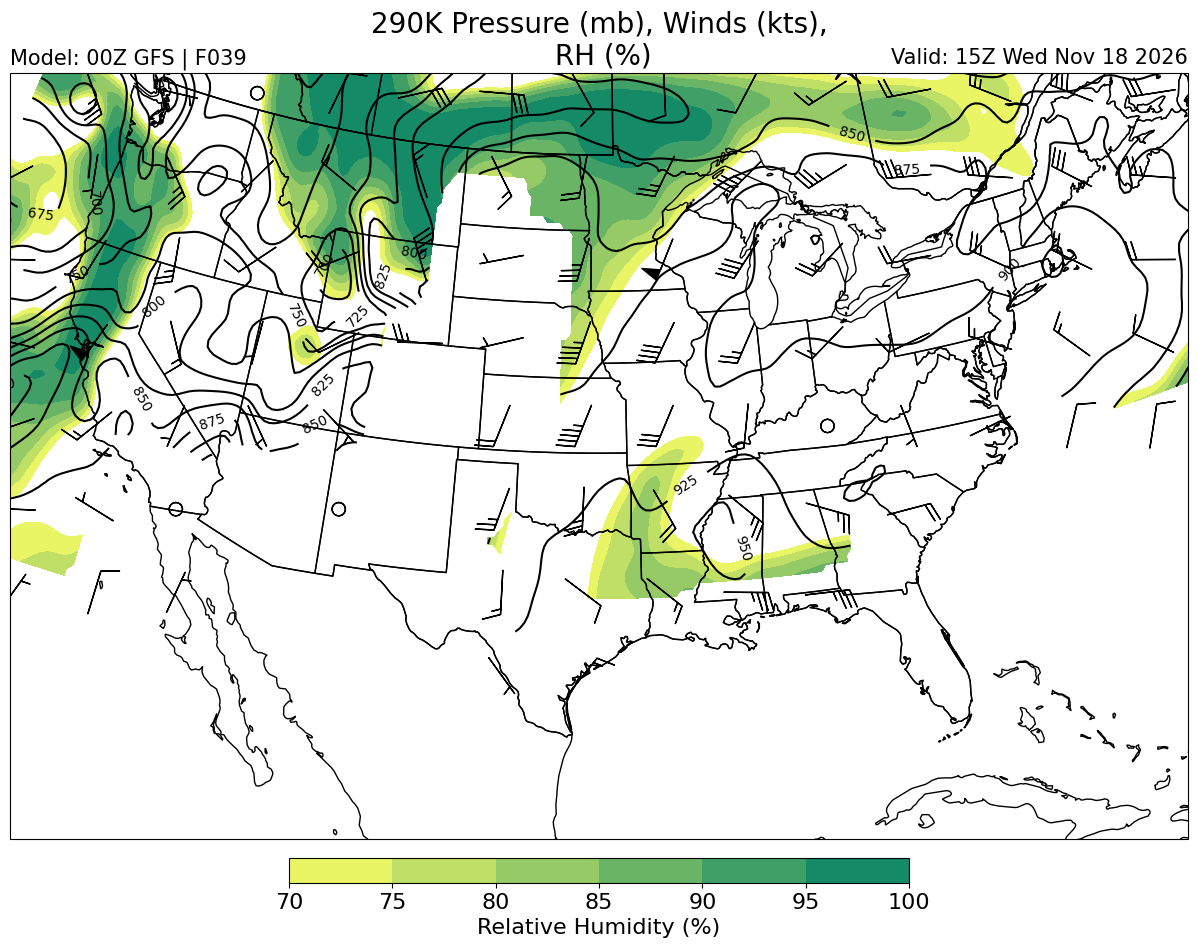 290K Pressure (mb), Winds (kts),
RH (%)
Model: 00Z GFS | F039
Valid: 15Z Wed Nov 18 2026
850
875
675
700
700
800
825
800
750
725
825
850
875
850
925
950
70 75 80 85 90 95 100
Relative Humidity (%)